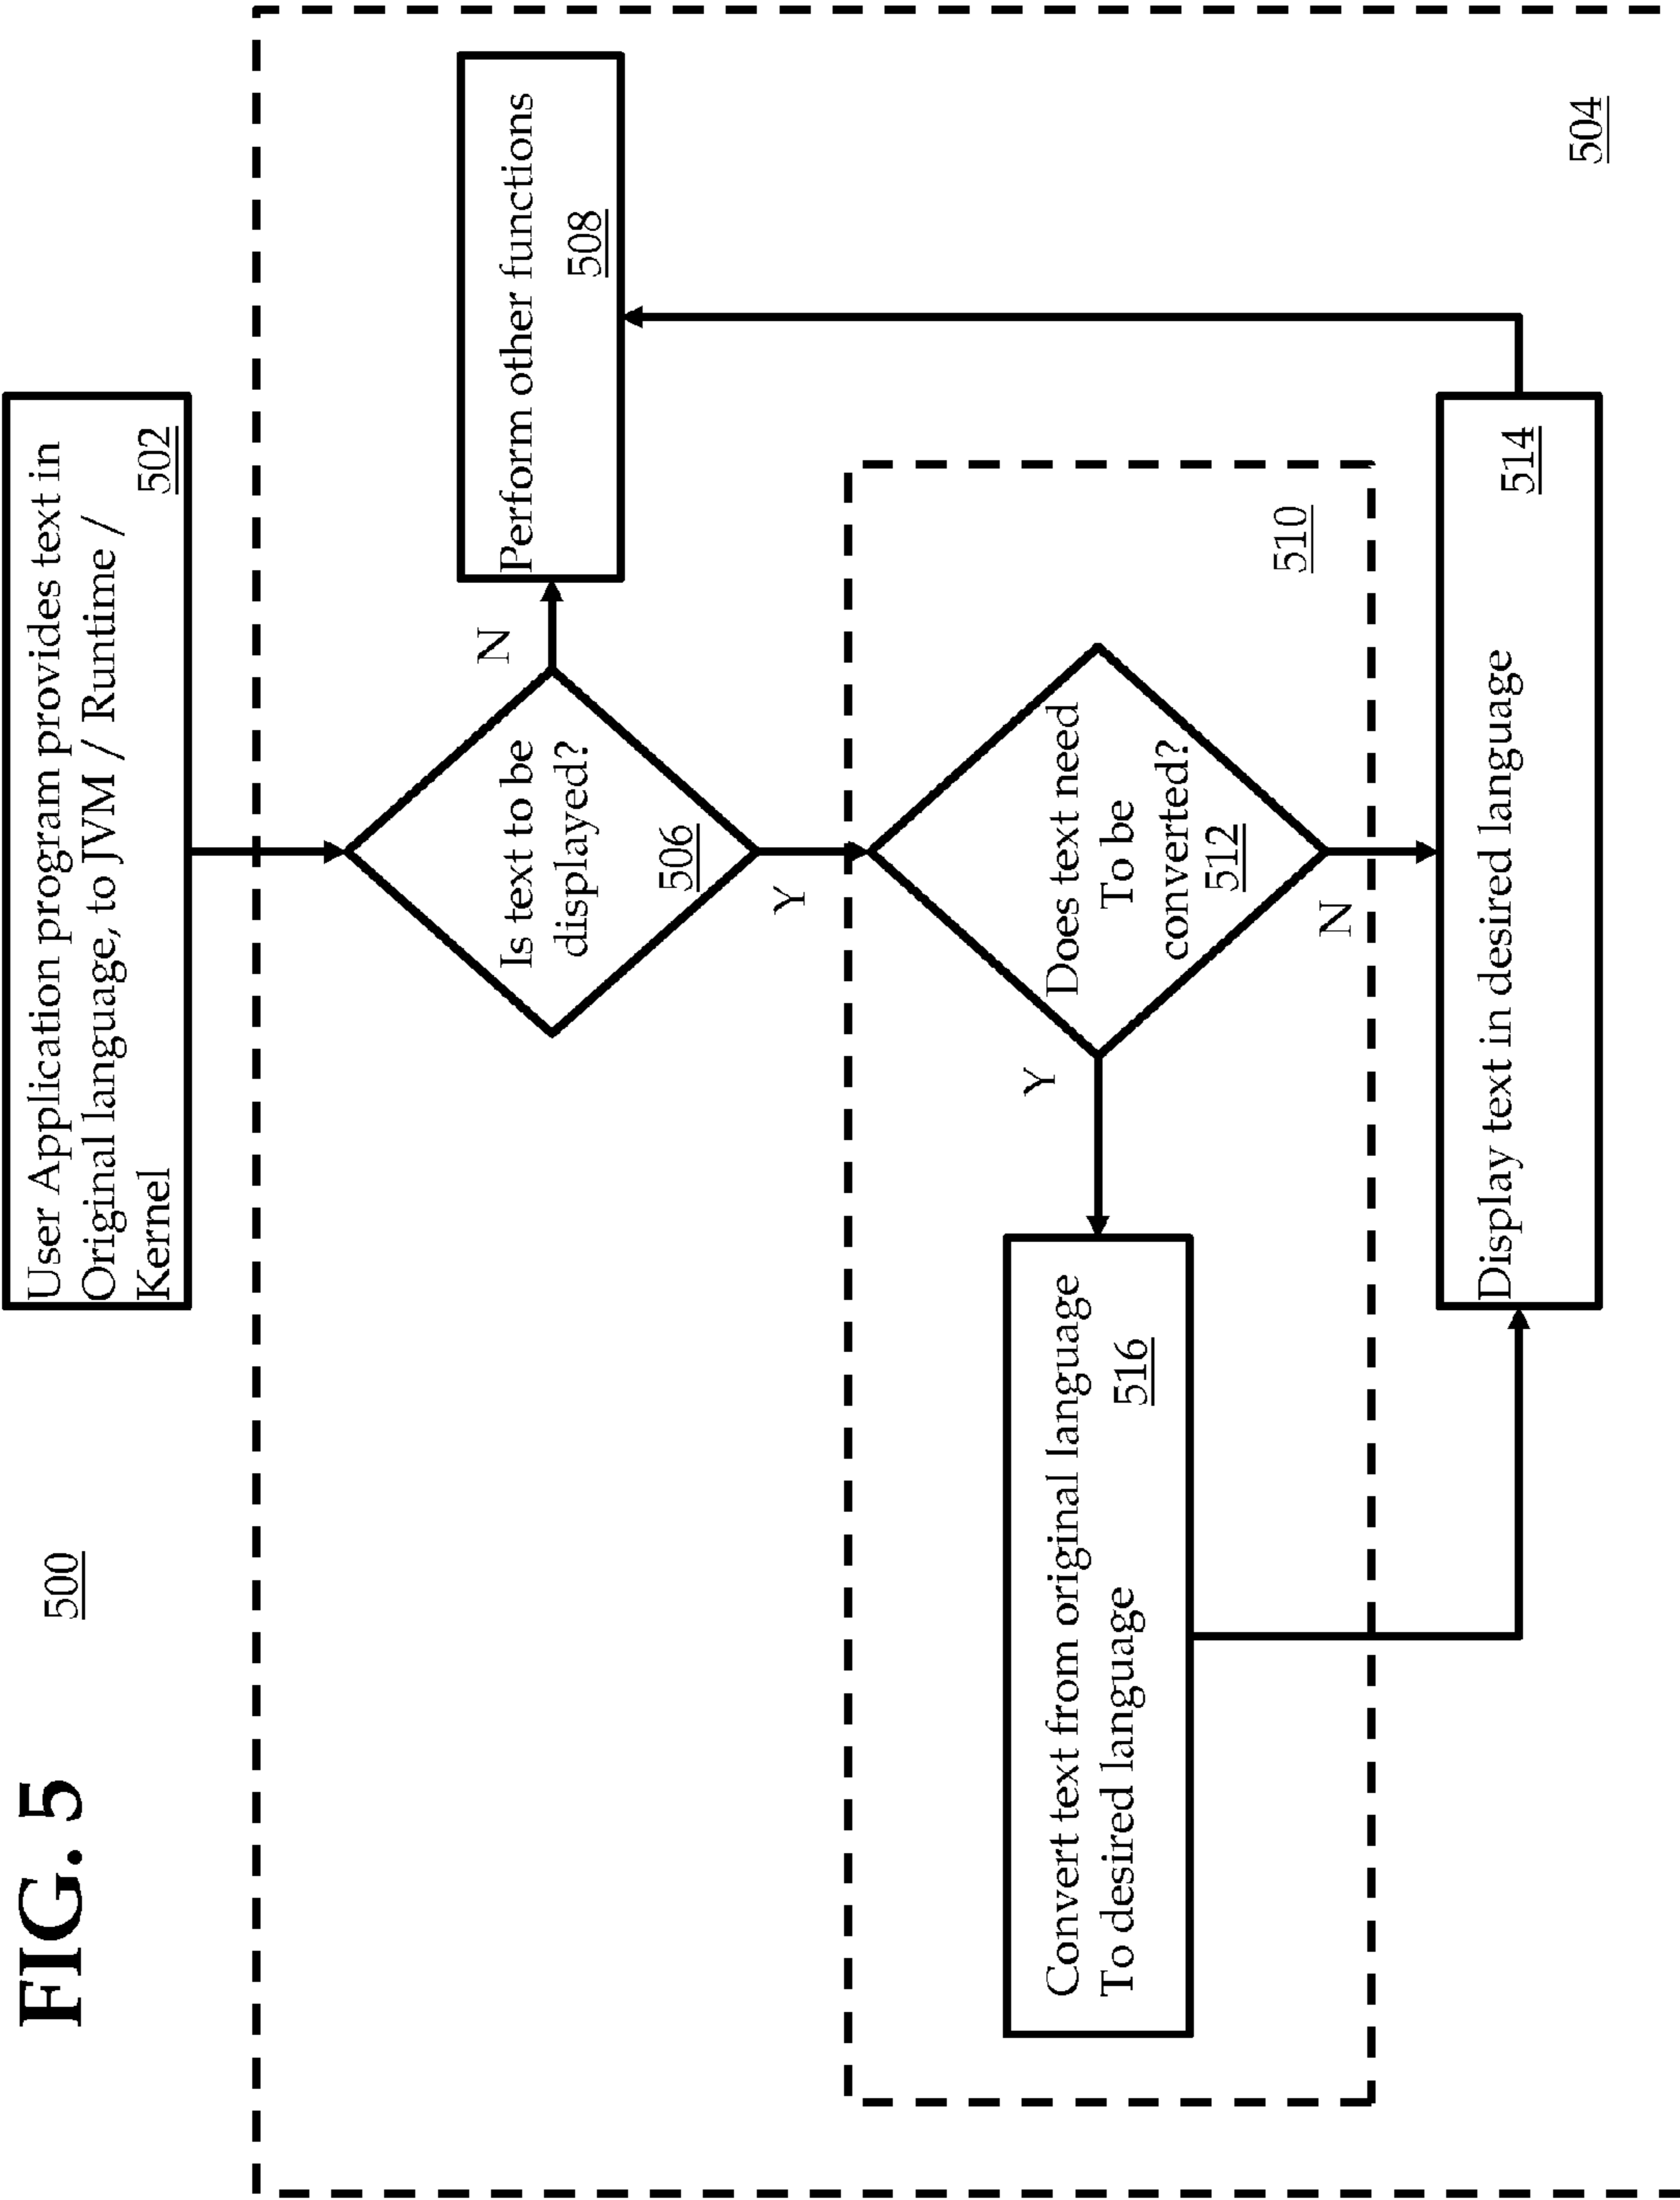 FIG. 5
500
User Application program provides text in
Original language, to JVM / Runtime /
Kernel
502
Is text to be
displayed?
506
N
Perform other functions
508
Y
510
Does text need
To be
converted?
512
Y
Convert text from original language
To desired language
516
N
Display text in desired language
514
504